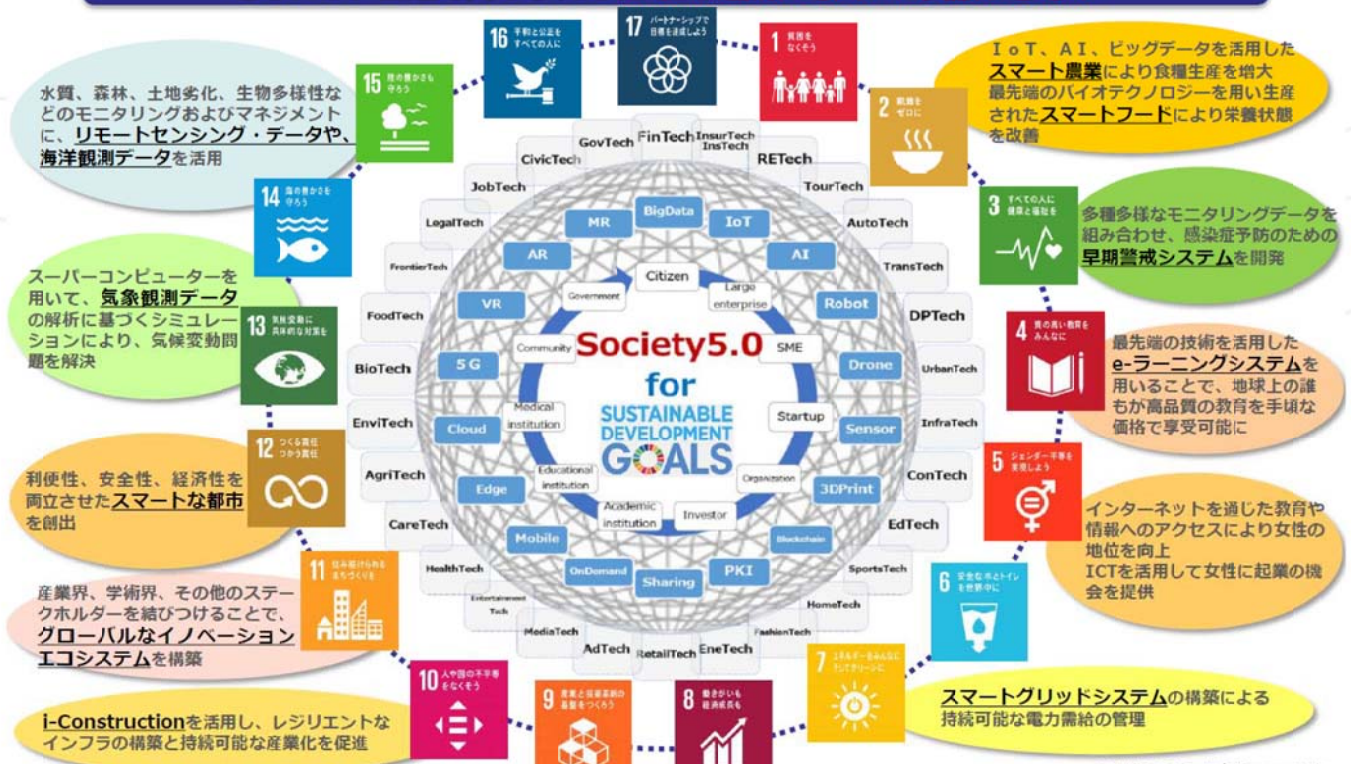 16 平和と公正を
すべての人に
17 パートナーシップで
目標を達成しよう
1 貧困を
なくそう
2 飢餓を
ゼロに
IoT、AI、ビッグデータを活用した
スマート農業により食糧生産を増大
最先端のバイオテクノロジーを用い生産
されたスマートフードにより栄養状態
を改善
15 陸の豊かさも
守ろう
水質、森林、土地劣化、生物多様性な
どのモニタリングおよびマネジメント
に、リモートセンシング・データや、
海洋観測データを活用
3 すべての人に
健康と福祉を
多種多様なモニタリングデータを
組み合わせ、感染症予防のための
早期警戒システムを開発
14 海の豊かさを
守ろう
スーパーコンピューターを
用いて、気象観測データ
の解析に基づくシミュレー
ションにより、気候変動問
題を解決
13 気候変動に
具体的な対策を
4 質の高い教育を
みんなに
最先端の技術を活用した
e-ラーニングシステムを
用いることで、地球上の誰
もが高品質の教育を手頃な
価格で享受可能に
12 つくる責任
つかう責任
利便性、安全性、経済性を
両立させたスマートな都市
を創出
5 ジェンダー平等を
実現しよう
インターネットを通じた教育や
情報へのアクセスにより女性の
地位を向上
ICTを活用して女性に起業の機
会を提供
11 住み続けられる
まちづくりを
産業界、学術界、その他のステー
クホルダーを結びつけることで、
グローバルなイノベーション
エコシステムを構築
6 安全な水とトイレ
を世界中に
10 人や国の不平等
をなくそう
i-Constructionを活用し、レジリエントな
インフラの構築と持続可能な産業化を促進
9 産業と技術革新の
基盤をつくろう
8 働きがいも
経済成長も
7 エネルギーをみんなに
そしてクリーンに
スマートグリッドシステムの構築による
持続可能な電力需給の管理
GovTech
FinTech
InsurTech
InsTech
RETech
TourTech
AutoTech
TransTech
DPTech
UrbanTech
InfraTech
ConTech
EdTech
SportsTech
HomeTech
FashionTech
EneTech
RetailTech
AdTech
MediaTech
Entertainment
Tech
HealthTech
CareTech
AgriTech
EnviTech
BioTech
FoodTech
FrontierTech
LegalTech
JobTech
CivicTech
BigData
IoT
AI
Robot
Drone
Sensor
3DPrint
Blockchain
PKI
Sharing
OnDemand
Mobile
Edge
Cloud
5G
VR
AR
MR
Citizen
Large
enterprise
SME
Startup
Organization
Investor
Academic
institution
Educational
institution
Medical
institution
Community
Government
Society5.0
for
SUSTAINABLE
DEVELOPMENT
GOALS